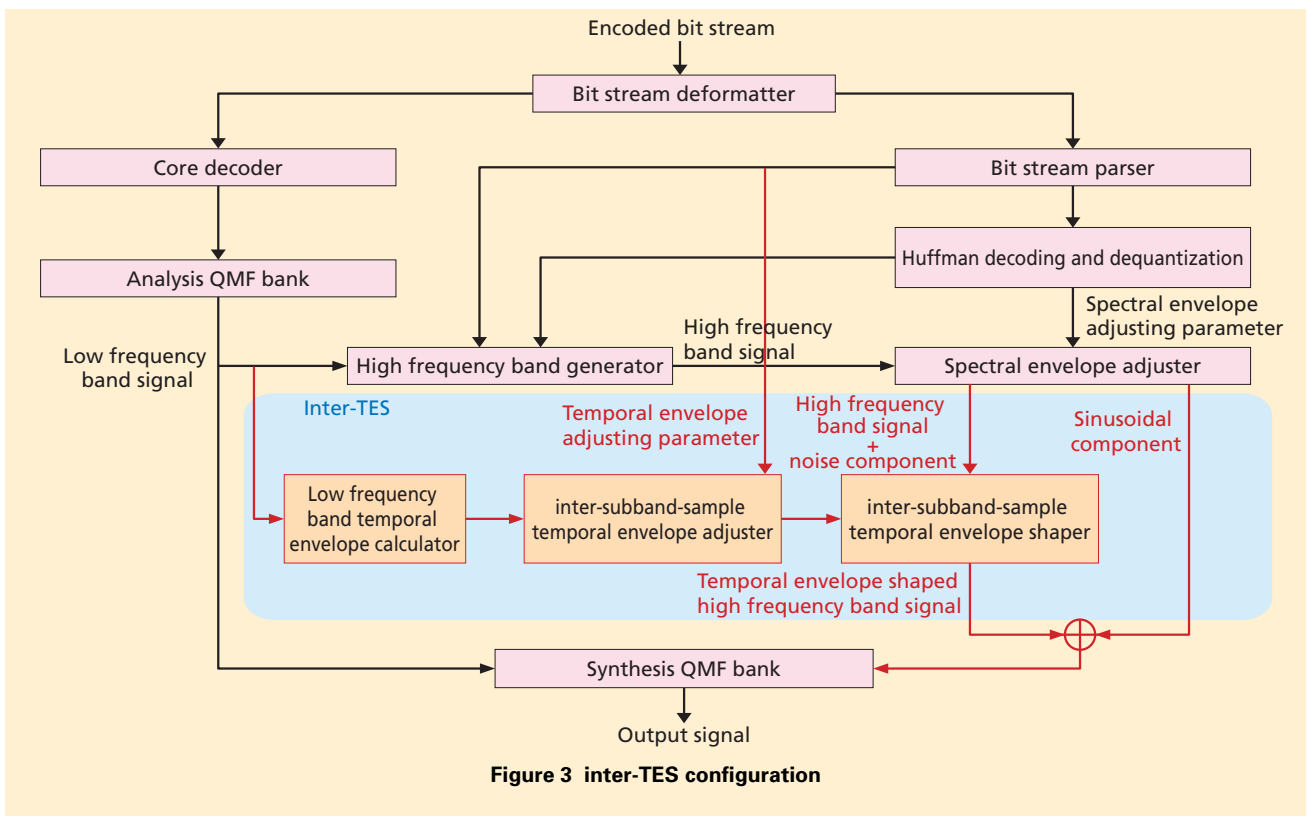 Encoded bit stream
Bit stream deformatter
Core decoder
Bit stream parser
Analysis QMF bank
Huffman decoding and dequantization
Spectral envelope
adjusting parameter
Low frequency
band signal
High frequency band generator
High frequency
band signal
Spectral envelope adjuster
Inter-TES
Temporal envelope
adjusting parameter
High frequency
band signal
+
noise component
Sinusoidal
component
Low frequency
band temporal
envelope calculator
inter-subband-sample
temporal envelope adjuster
inter-subband-sample
temporal envelope shaper
Temporal envelope shaped
high frequency band signal
Synthesis QMF bank
Output signal
Figure 3 inter-TES configuration